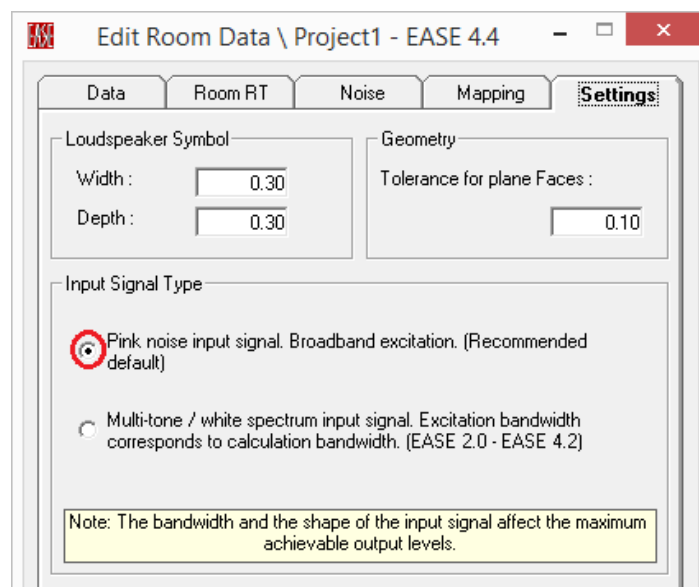 EASE
Edit Room Data \ Project1 - EASE 4.4
Data Room RT Noise Mapping Settings
Loudspeaker Symbol
Width : 0.30
Depth : 0.30
Geometry
Tolerance for plane Faces :
0.10
Input Signal Type
Pink noise input signal. Broadband excitation. (Recommended
default)
Multi-tone / white spectrum input signal. Excitation bandwidth
corresponds to calculation bandwidth. (EASE 2.0 - EASE 4.2)
Note: The bandwidth and the shape of the input signal affect the maximum
achievable output levels.